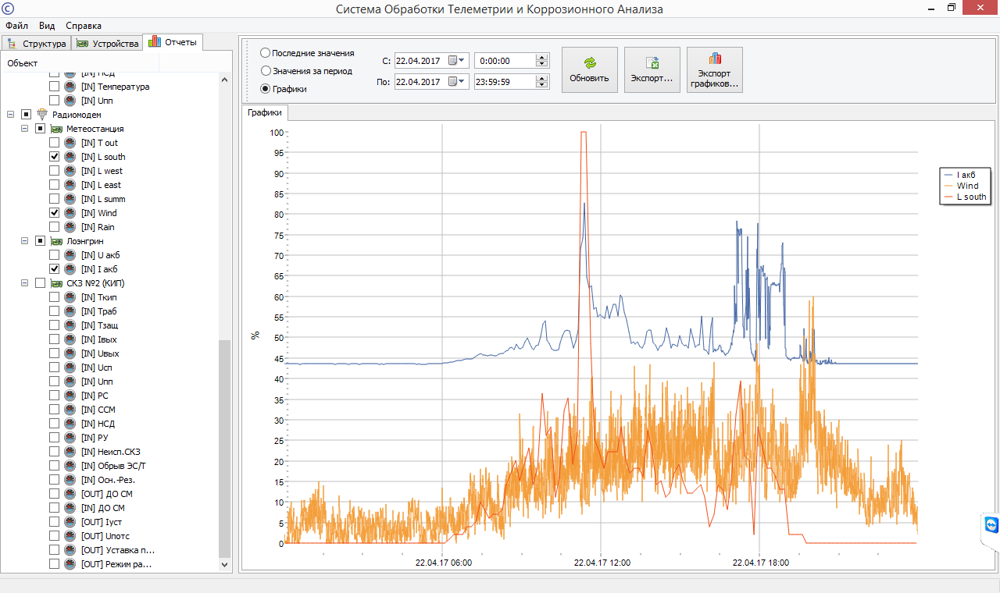 Система Обработки Телеметрии и Коррозионного Анализа
Файл Вид Справка
Структура Устройства Отчеты
Объект
[IN] НСД
[IN] Температура
[IN] Uпп
Радиомодем
Метеостанция
[IN] T out
[IN] L south
[IN] L west
[IN] L east
[IN] L summ
[IN] Wind
[IN] Rain
Лоэнгрин
[IN] U акб
[IN] I акб
СКЗ №2 (КИП)
[IN] Tкип
[IN] Tраб
[IN] Tзащ
[IN] Iвых
[IN] Uвых
[IN] Uсп
[IN] Uпп
[IN] РС
[IN] ССМ
[IN] НСД
[IN] РУ
[IN] Неисп.СКЗ
[IN] Обрыв ЭС/Т
[IN] Осн.-Рез.
[OUT] ДО СМ
[IN] ДО СМ
[OUT] Iуст
[OUT] Uпотс
[OUT] Уставка п...
[OUT] Режим ра...
Последние значения
Значения за период
Графики
С: 22.04.2017 0:00:00
По: 22.04.2017 23:59:59
Обновить
Экспорт...
Экспорт
графиков...
Графики
100
95
90
85
80
75
70
65
60
55
50
45
40
35
30
25
20
15
10
5
0
%
22.04.17 06:00 22.04.17 12:00 22.04.17 18:00
I акб
Wind
L south